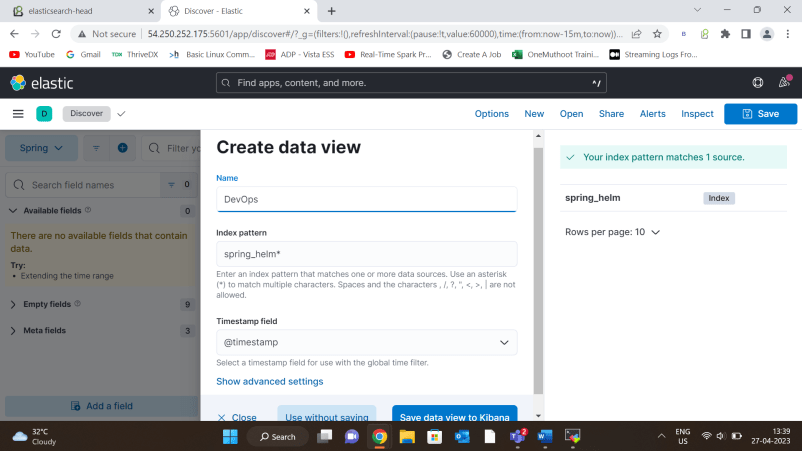 elasticsearch-head
Discover - Elastic
Not secure
54.250.252.175:5601/app/discover#/?_g=(filters:!(),refreshInterval:(pause:!t,value:60000),time:(from:now-15m,to:now))...
YouTube
Gmail
ThriveDX
Basic Linux Comm...
ADP - Vista ESS
Real-Time Spark Pr...
Create A Job
OneMuthoot Traini...
Streaming Logs Fro...
elastic
Find apps, content, and more.
^/
D
Discover
Options
New
Open
Share
Alerts
Inspect
Save
Spring
Filter yo
Search field names
0
Available fields
0
There are no available fields that contain
data.
Try:
• Extending the time range
Empty fields
9
Meta fields
3
Add a field
Create data view
Name
DevOps
Index pattern
spring_helm*
Enter an index pattern that matches one or more data sources. Use an asterisk
(*) to match multiple characters. Spaces and the characters , /, ?, ", <, >, | are not
allowed.
Timestamp field
@timestamp
Select a timestamp field for use with the global time filter.
Show advanced settings
Close
Use without saving
Save data view to Kibana
Your index pattern matches 1 source.
spring_helm
Index
Rows per page: 10
32°C
Cloudy
Search
2
ENG
US
13:39
27-04-2023